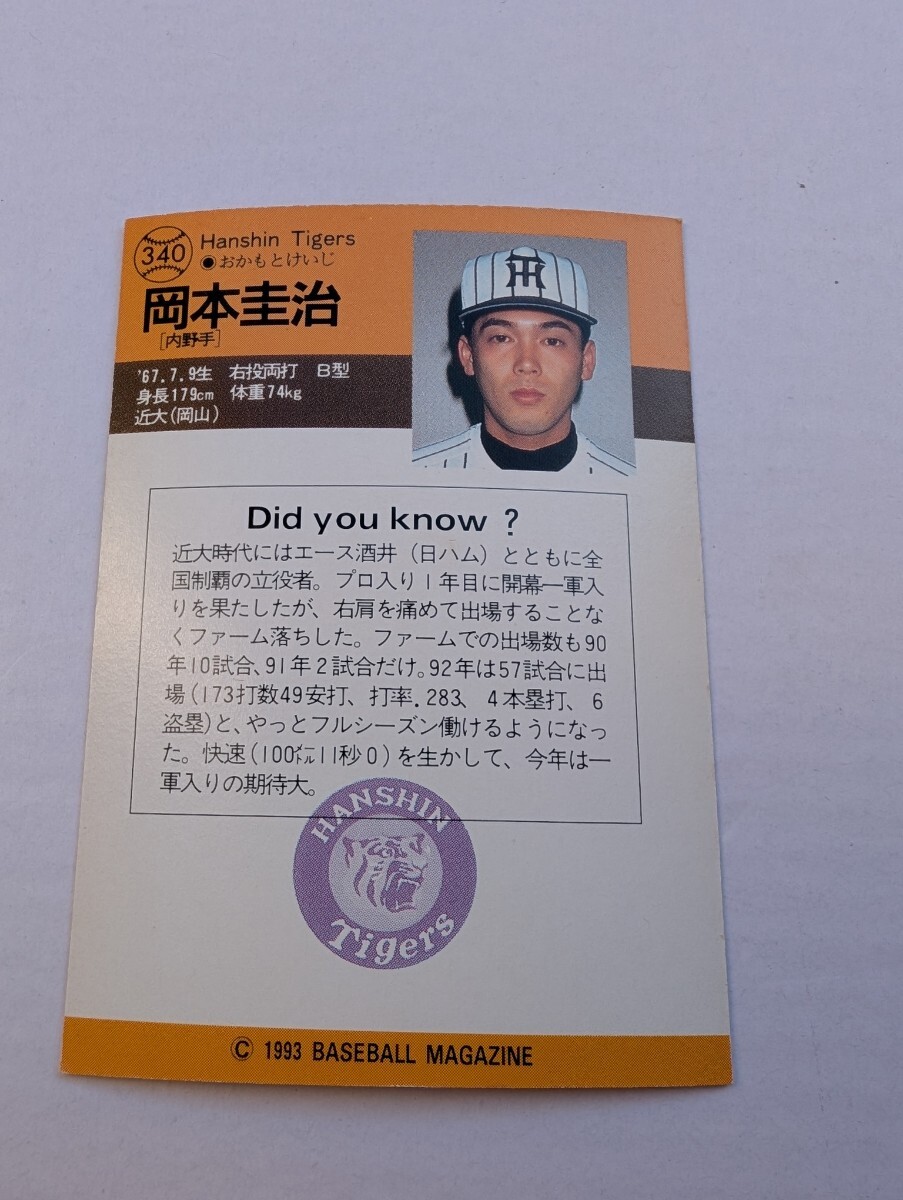 340
Hanshin Tigers
●おかもとけいじ
岡本圭治
[内野手]
'67.7.9生 右投両打 B型
身長179cm 体重74kg
近大(岡山)
TH
Did you know ?
近大時代にはエース酒井（日ハム）とともに全
国制覇の立役者。プロ入り1年目に開幕一軍入
りを果たしたが、右肩を痛めて出場することな
くファーム落ちした。ファームでの出場数も90
年10試合、91年2試合だけ。92年は57試合に出
場(173打数49安打、打率.283、4本塁打、6
盗塁)と、やっとフルシーズン働けるようになっ
た。快速(100㍍11秒0)を生かして、今年は一
軍入りの期待大。
HANSHIN
Tigers
© 1993 BASEBALL MAGAZINE